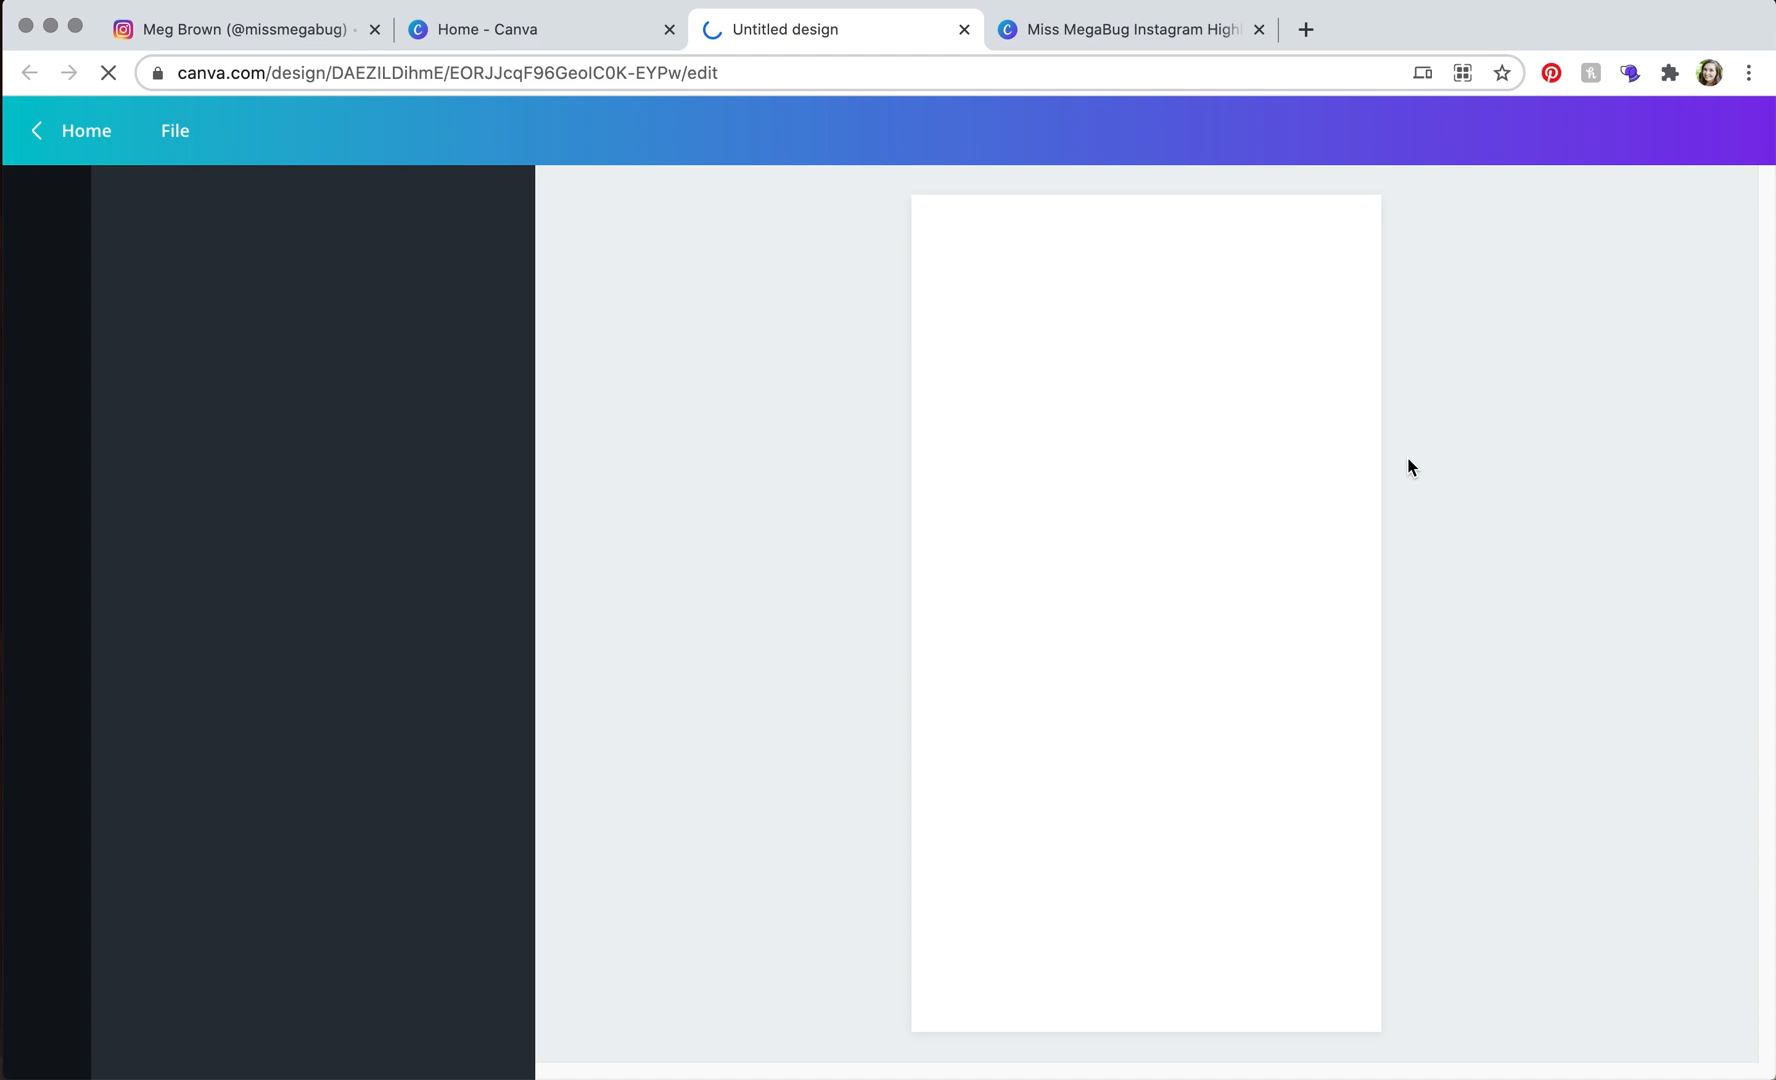 Meg Brown (@missmegabug) •
Home - Canva
Untitled design
Miss MegaBug Instagram High
canva.com/design/DAEZILDihmE/EORJJcqF96GeoIC0K-EYPw/edit
Home
File